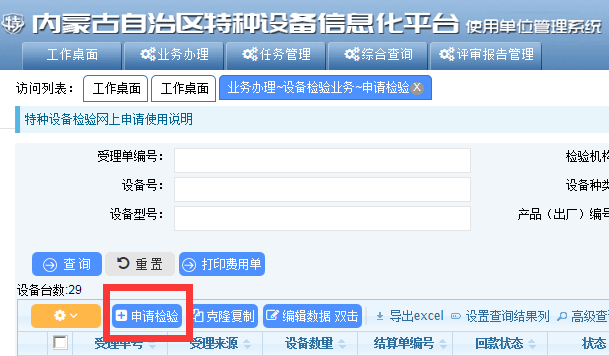 特 内蒙古自治区特种设备信息化平台 使用单位管理系统
工作桌面 业务办理 任务管理 综合查询 评审报告管理
访问列表： 工作桌面 工作桌面 业务办理~设备检验业务~申请检验 X
特种设备检验网上申请使用说明
受理单编号： 检验机构
设备号： 设备种类
设备型号： 产品（出厂）编号
查询 重置 打印费用单
设备台数:29
申请检验 克隆复制 编辑数据 双击 导出excel 设置查询结果列 高级查询
受理单号 受理来源 设备数量 结算单编号 回款状态 状态